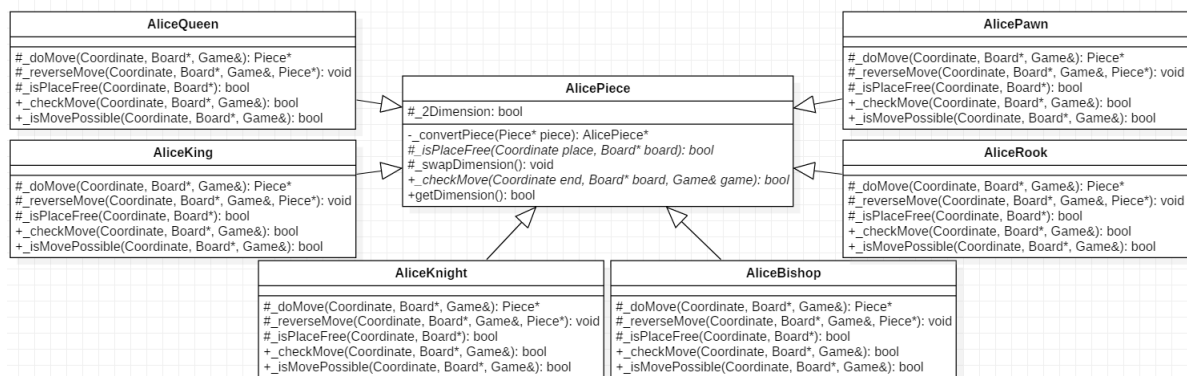 AliceQueen
#_doMove(Coordinate, Board*, Game&): Piece*
#_reverseMove(Coordinate, Board*, Game&, Piece*): void
#_isPlaceFree(Coordinate, Board*): bool
+_checkMove(Coordinate, Board*, Game&): bool
+_isMovePossible(Coordinate, Board*, Game&): bool
AliceKing
#_doMove(Coordinate, Board*, Game&): Piece*
#_reverseMove(Coordinate, Board*, Game&, Piece*): void
#_isPlaceFree(Coordinate, Board*): bool
+_checkMove(Coordinate, Board*, Game&): bool
+_isMovePossible(Coordinate, Board*, Game&): bool
AlicePiece
#_2Dimension: bool
-_convertPiece(Piece* piece): AlicePiece*
#_isPlaceFree(Coordinate place, Board* board): bool
#_swapDimension(): void
+_checkMove(Coordinate end, Board* board, Game& game): bool
+getDimension(): bool
AlicePawn
#_doMove(Coordinate, Board*, Game&): Piece*
#_reverseMove(Coordinate, Board*, Game&, Piece*): void
#_isPlaceFree(Coordinate, Board*): bool
+_checkMove(Coordinate, Board*, Game&): bool
+_isMovePossible(Coordinate, Board*, Game&): bool
AliceRook
#_doMove(Coordinate, Board*, Game&): Piece*
#_reverseMove(Coordinate, Board*, Game&, Piece*): void
#_isPlaceFree(Coordinate, Board*): bool
+_checkMove(Coordinate, Board*, Game&): bool
+_isMovePossible(Coordinate, Board*, Game&): bool
AliceKnight
#_doMove(Coordinate, Board*, Game&): Piece*
#_reverseMove(Coordinate, Board*, Game&, Piece*): void
#_isPlaceFree(Coordinate, Board*): bool
+_checkMove(Coordinate, Board*, Game&): bool
+_isMovePossible(Coordinate, Board*, Game&): bool
AliceBishop
#_doMove(Coordinate, Board*, Game&): Piece*
#_reverseMove(Coordinate, Board*, Game&, Piece*): void
#_isPlaceFree(Coordinate, Board*): bool
+_checkMove(Coordinate, Board*, Game&): bool
+_isMovePossible(Coordinate, Board*, Game&): bool